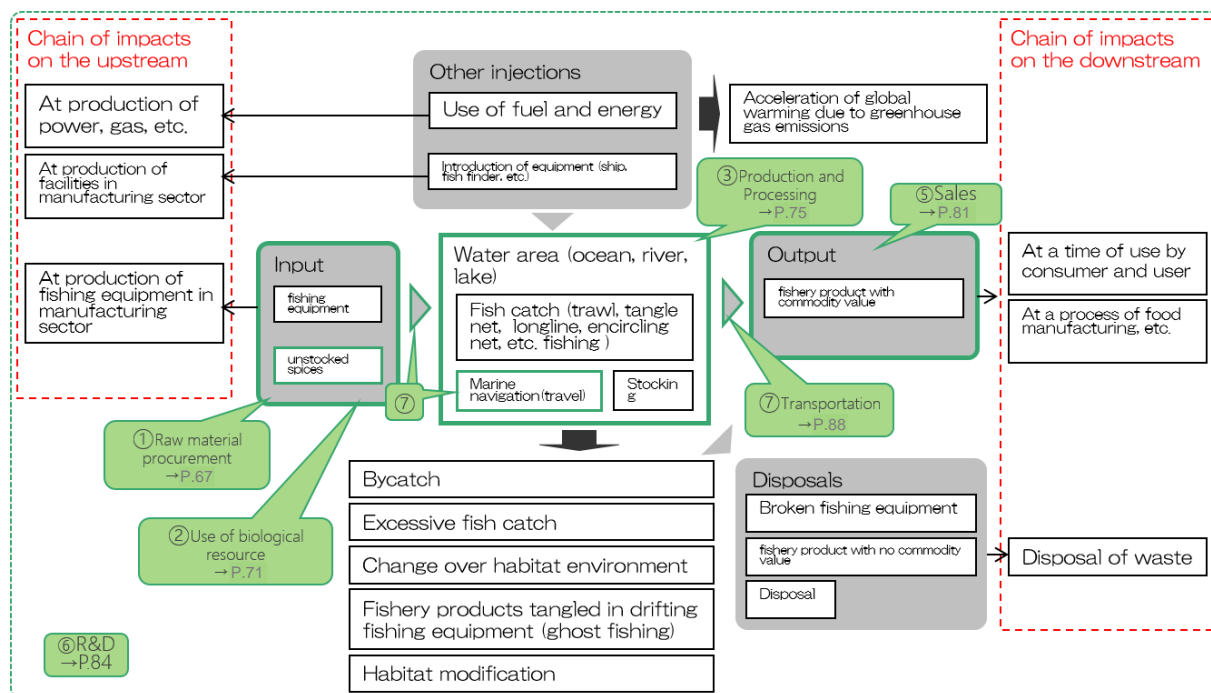 Chain of impacts
on the upstream
At production of
power, gas, etc.
At production of
facilities in
manufacturing sector
At production of
fishing equipment in
manufacturing sector
Other injections
Use of fuel and energy
Introduction of equipment (ship,
fish finder, etc.)
Acceleration of global
warming due to greenhouse
gas emissions
Chain of impacts
on the downstream
③Production and
Processing
→P.75
⑤Sales
→P.81
Input
fishing
equipment
unstocked
spices
Water area (ocean, river,
lake)
Fish catch (trawl, tangle
net, longline, encircling
net, etc. fishing )
Marine
navigation(travel)
Stockin
g
Output
fishery product with
commodity value
At a time of use by
consumer and user
At a process of food
manufacturing, etc.
⑦
⑦Transportation
→P.88
①Raw material
procurement
→P.67
②Use of biological
resource
→P.71
Bycatch
Excessive fish catch
Change over habitat environment
Fishery products tangled in drifting
fishing equipment (ghost fishing)
Habitat modification
Disposals
Broken fishing equipment
fishery product with no commodity
value
Disposal
Disposal of waste
⑥R&D
→P.84